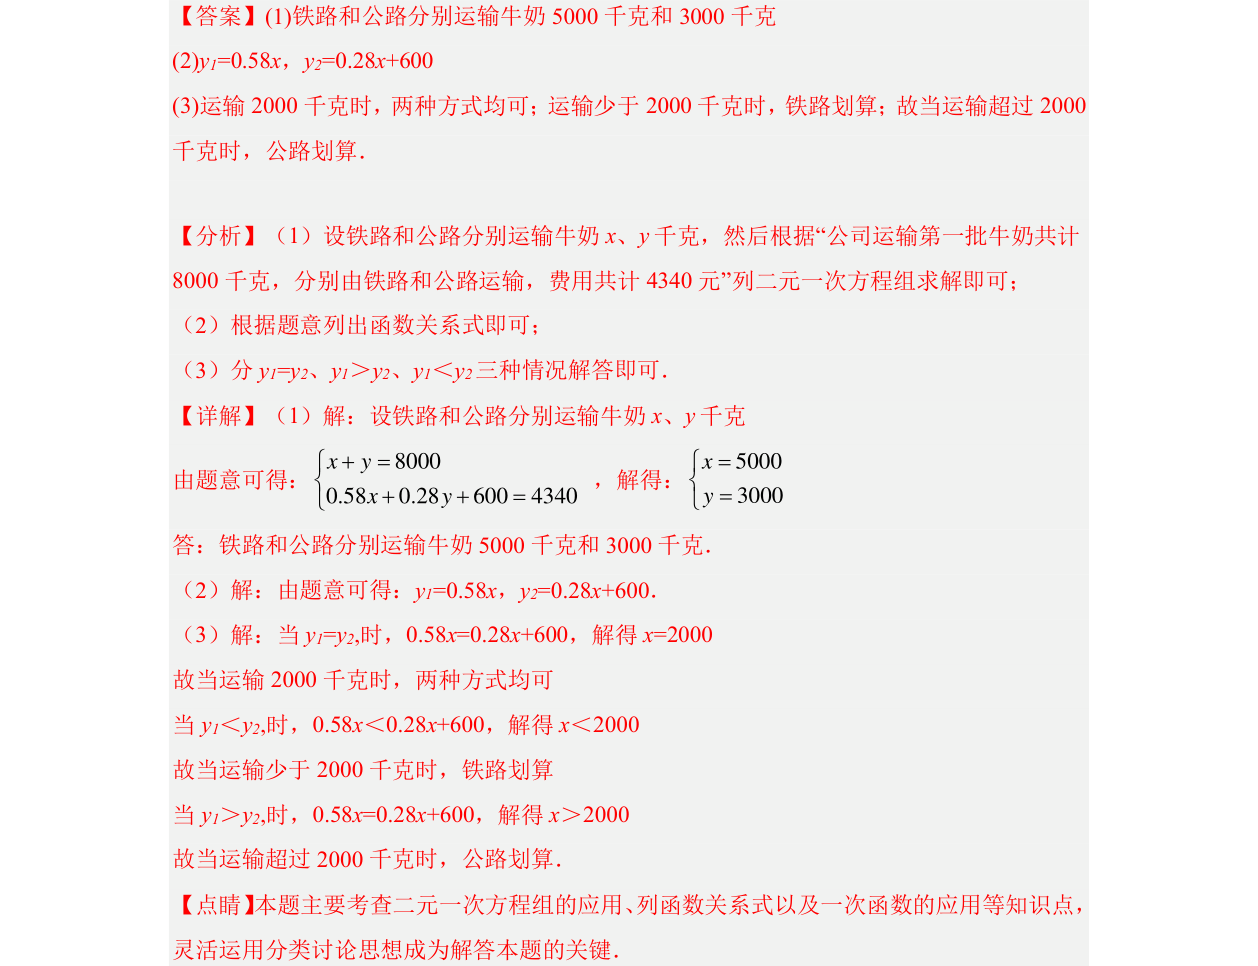 【答案】(1)铁路和公路分别运输牛奶 5000 千克和 3000 千克
(2)y₁=0.58x，y₂=0.28x+600
(3)运输 2000 千克时，两种方式均可；运输少于 2000 千克时，铁路划算；故当运输超过 2000
千克时，公路划算．
【分析】（1）设铁路和公路分别运输牛奶 x、y 千克，然后根据“公司运输第一批牛奶共计
8000 千克，分别由铁路和公路运输，费用共计 4340 元”列二元一次方程组求解即可；
（2）根据题意列出函数关系式即可；
（3）分 y₁=y₂、y₁＞y₂、y₁＜y₂ 三种情况解答即可．
【详解】（1）解：设铁路和公路分别运输牛奶 x、y 千克
由题意可得：{x+y=8000 0.58x+0.28y+600=4340 ，解得：{x=5000 y=3000
答：铁路和公路分别运输牛奶 5000 千克和 3000 千克．
（2）解：由题意可得：y₁=0.58x，y₂=0.28x+600．
（3）解：当 y₁=y₂,时，0.58x=0.28x+600，解得 x=2000
故当运输 2000 千克时，两种方式均可
当 y₁＜y₂,时，0.58x＜0.28x+600，解得 x＜2000
故当运输少于 2000 千克时，铁路划算
当 y₁＞y₂,时，0.58x=0.28x+600，解得 x＞2000
故当运输超过 2000 千克时，公路划算．
【点睛】本题主要考查二元一次方程组的应用、列函数关系式以及一次函数的应用等知识点，
灵活运用分类讨论思想成为解答本题的关键．